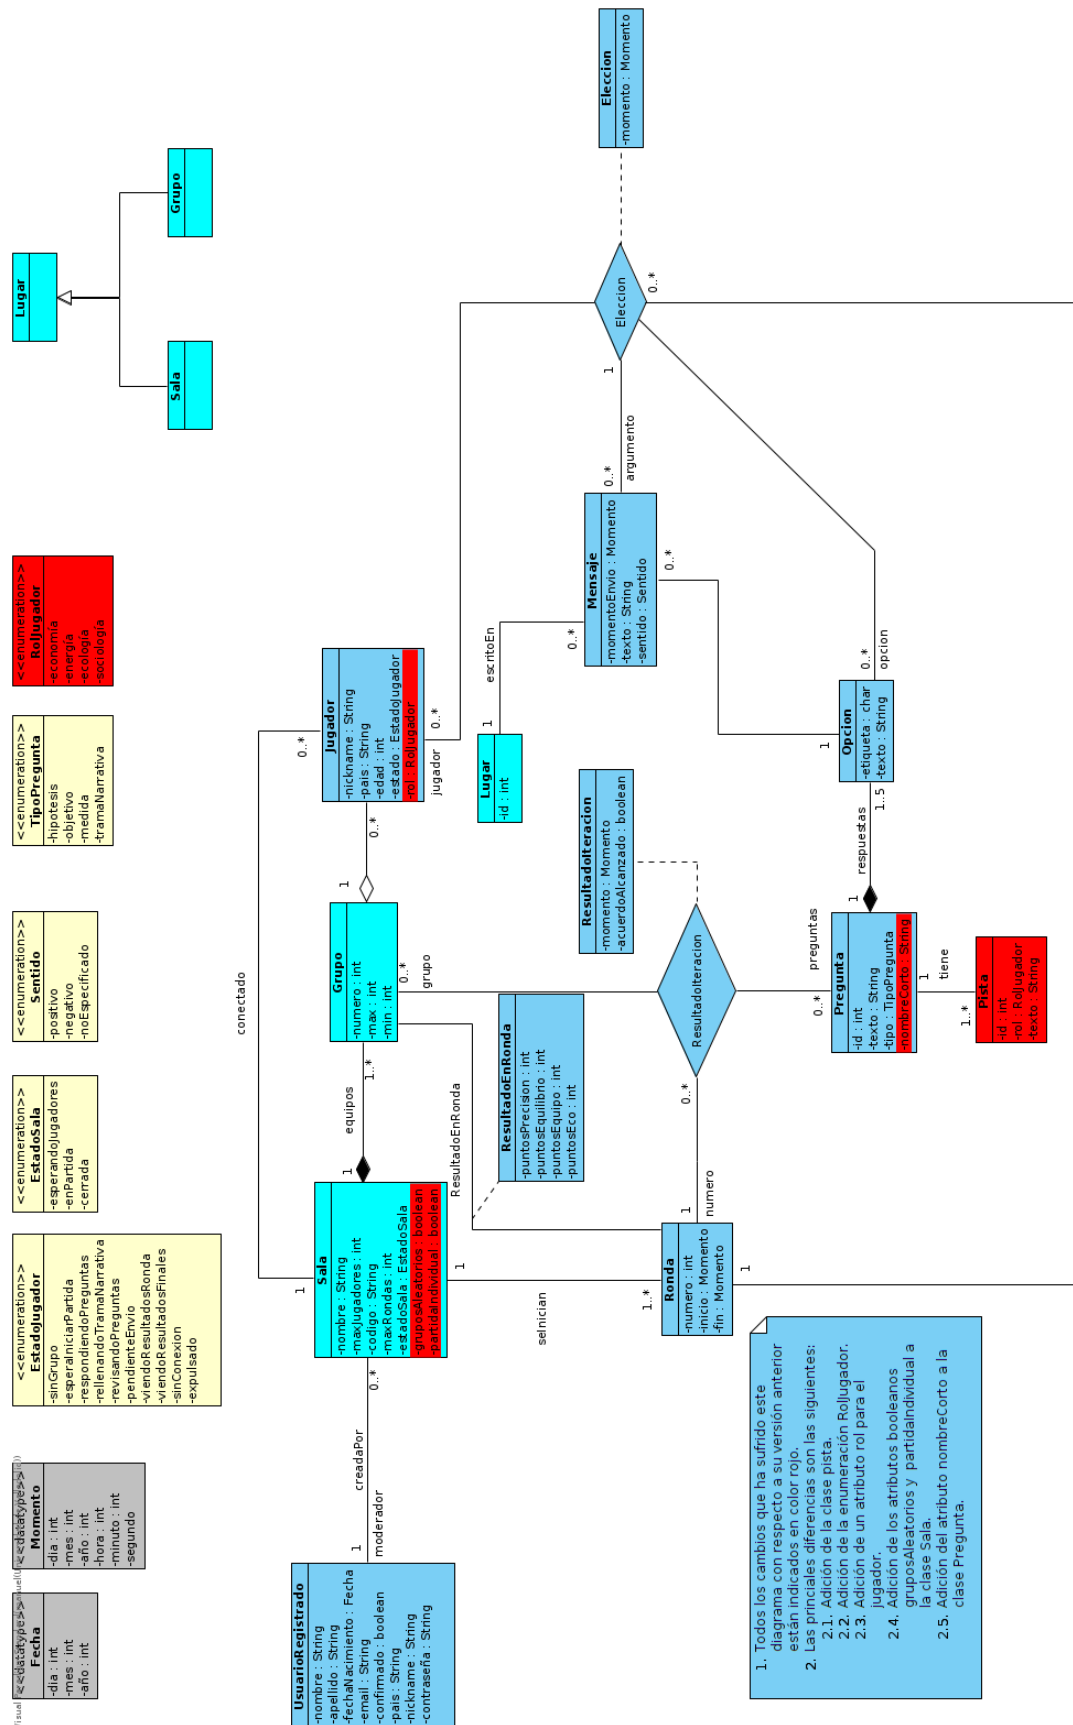 <<datatypes>>
Fecha
-dia : int
-mes : int
-año : int
<<datatypes>>
Momento
-dia : int
-mes : int
-año : int
-hora : int
-minuto : int
-segundo
<<enumeration>>
EstadoJugador
-sinGrupo
-esperaIniciarPartida
-respondiendoPreguntas
-rellenandoTramaNarrativa
-revisandoPreguntas
-pendienteEnvio
-viendoResultadosRonda
-viendoResultadosFinales
-sinConexion
-expulsado
<<enumeration>>
EstadoSala
-esperandoJugadores
-enPartida
-cerrada
<<enumeration>>
Sentido
-positivo
-negativo
-noEspecificado
<<enumeration>>
TipoPregunta
-hipotesis
-objetivo
-medida
-tramaNarrativa
<<enumeration>>
RolJugador
-economía
-energía
-ecología
-sociología
Lugar
Sala
Grupo
conectado
1
0..*
UsuarioRegistrado
-nombre : String
-apellido : String
-fechaNacimiento : Fecha
-email : String
-confirmado : boolean
-pais : String
-nickname : String
-contraseña : String
1
creadaPor
0..*
moderador
Sala
-nombre : String
-maxJugadores : int
-codigo : String
-maxRondas : int
-estadoSala : EstadoSala
-gruposAleatorios : boolean
-partidaIndividual : boolean
1
equipos
1..*
Grupo
-numero : int
-max : int
-min : int
1
0..*
Jugador
-nickname : String
-pais : String
-edad : int
-estado : EstadoJugador
-rol : RolJugador
jugador
0..*
0..*
grupo
ResultadoEnRonda
1
seInician
1..*
Lugar
-id : int
1
escritoEn
0..*
ResultadoEnRonda
-puntosPrecision : int
-puntosEquilibrio : int
-puntosEquipo : int
-puntosEco : int
ResultadoIteracion
-momento : Momento
-acuerdoAlcanzado : boolean
Mensaje
-momentoEnvio : Momento
-texto : String
-sentido : Sentido
0..*
argumento
1
0..*
Eleccion
0..*
Eleccion
-momento : Momento
Ronda
-numero : int
-inicio : Momento
-fin : Momento
1
numero
0..*
1
ResultadoIteracion
0..*
preguntas
Pregunta
-id : int
-texto : String
-tipo : TipoPregunta
-nombreCorto : String
1
respuestas
1..5
Opcion
-etiqueta : char
-texto : String
1
0..*
opcion
1
tiene
1..*
Pista
-id : int
-rol : RolJugador
-texto : String
1. Todos los cambios que ha sufrido este
diagrama con respecto a su versión anterior
están indicados en color rojo.
2. Las princiales diferencias son las siguientes:
2.1. Adición de la clase pista.
2.2. Adición de la enumeración RolJugador.
2.3. Adición de un atributo rol para el
jugador.
2.4. Adición de los atributos booleanos
gruposAleatorios y partidaIndividual a
la clase Sala.
2.5. Adición del atributo nombreCorto a la
clase Pregunta.